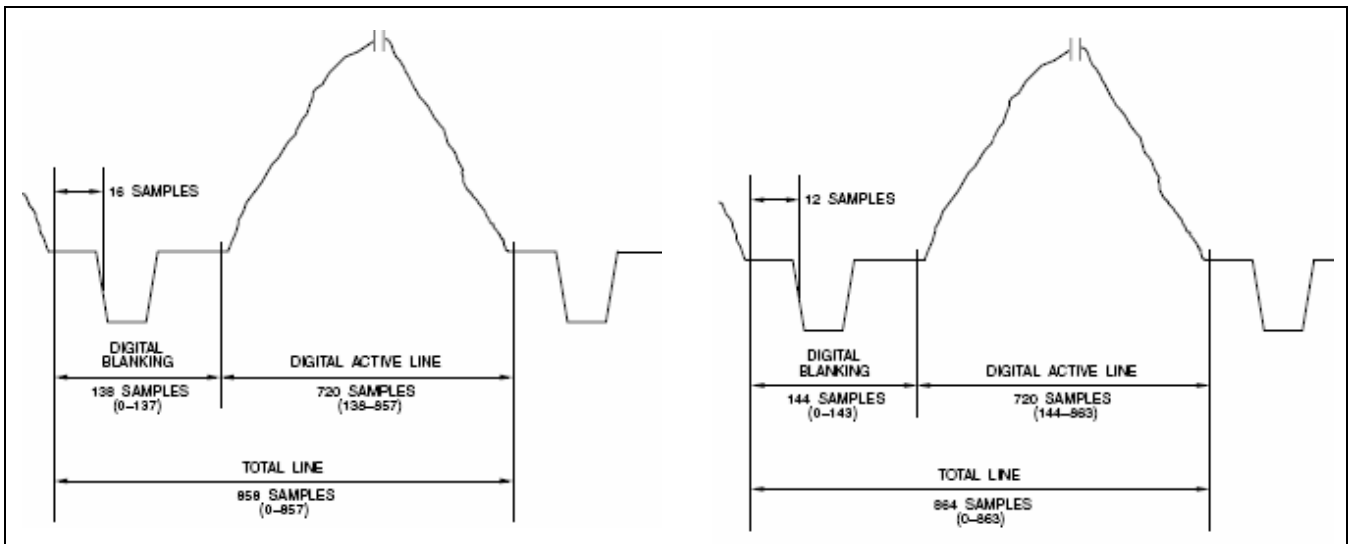 16 SAMPLES
DIGITAL
BLANKING
DIGITAL ACTIVE LINE
138 SAMPLES
(0–137)
720 SAMPLES
(138–857)
TOTAL LINE
858 SAMPLES
(0–857)
12 SAMPLES
DIGITAL
BLANKING
DIGITAL ACTIVE LINE
144 SAMPLES
(0–143)
720 SAMPLES
(144–863)
TOTAL LINE
864 SAMPLES
(0–863)